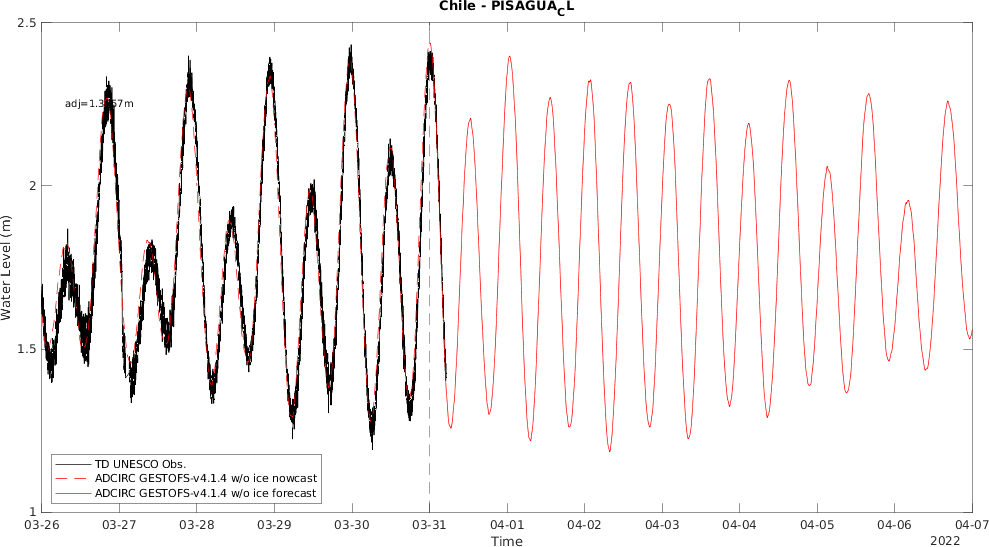 Chile - PISAGUA_CL
2.5
adj=1.3 67m
2
1.5
1
Water Level (m)
TD UNESCO Obs.
ADCIRC GESTOFS-v4.1.4 w/o ice nowcast
ADCIRC GESTOFS-v4.1.4 w/o ice forecast
03-26 03-27 03-28 03-29 03-30 03-31 04-01 04-02 04-03 04-04 04-05 04-06 04-07
Time
2022